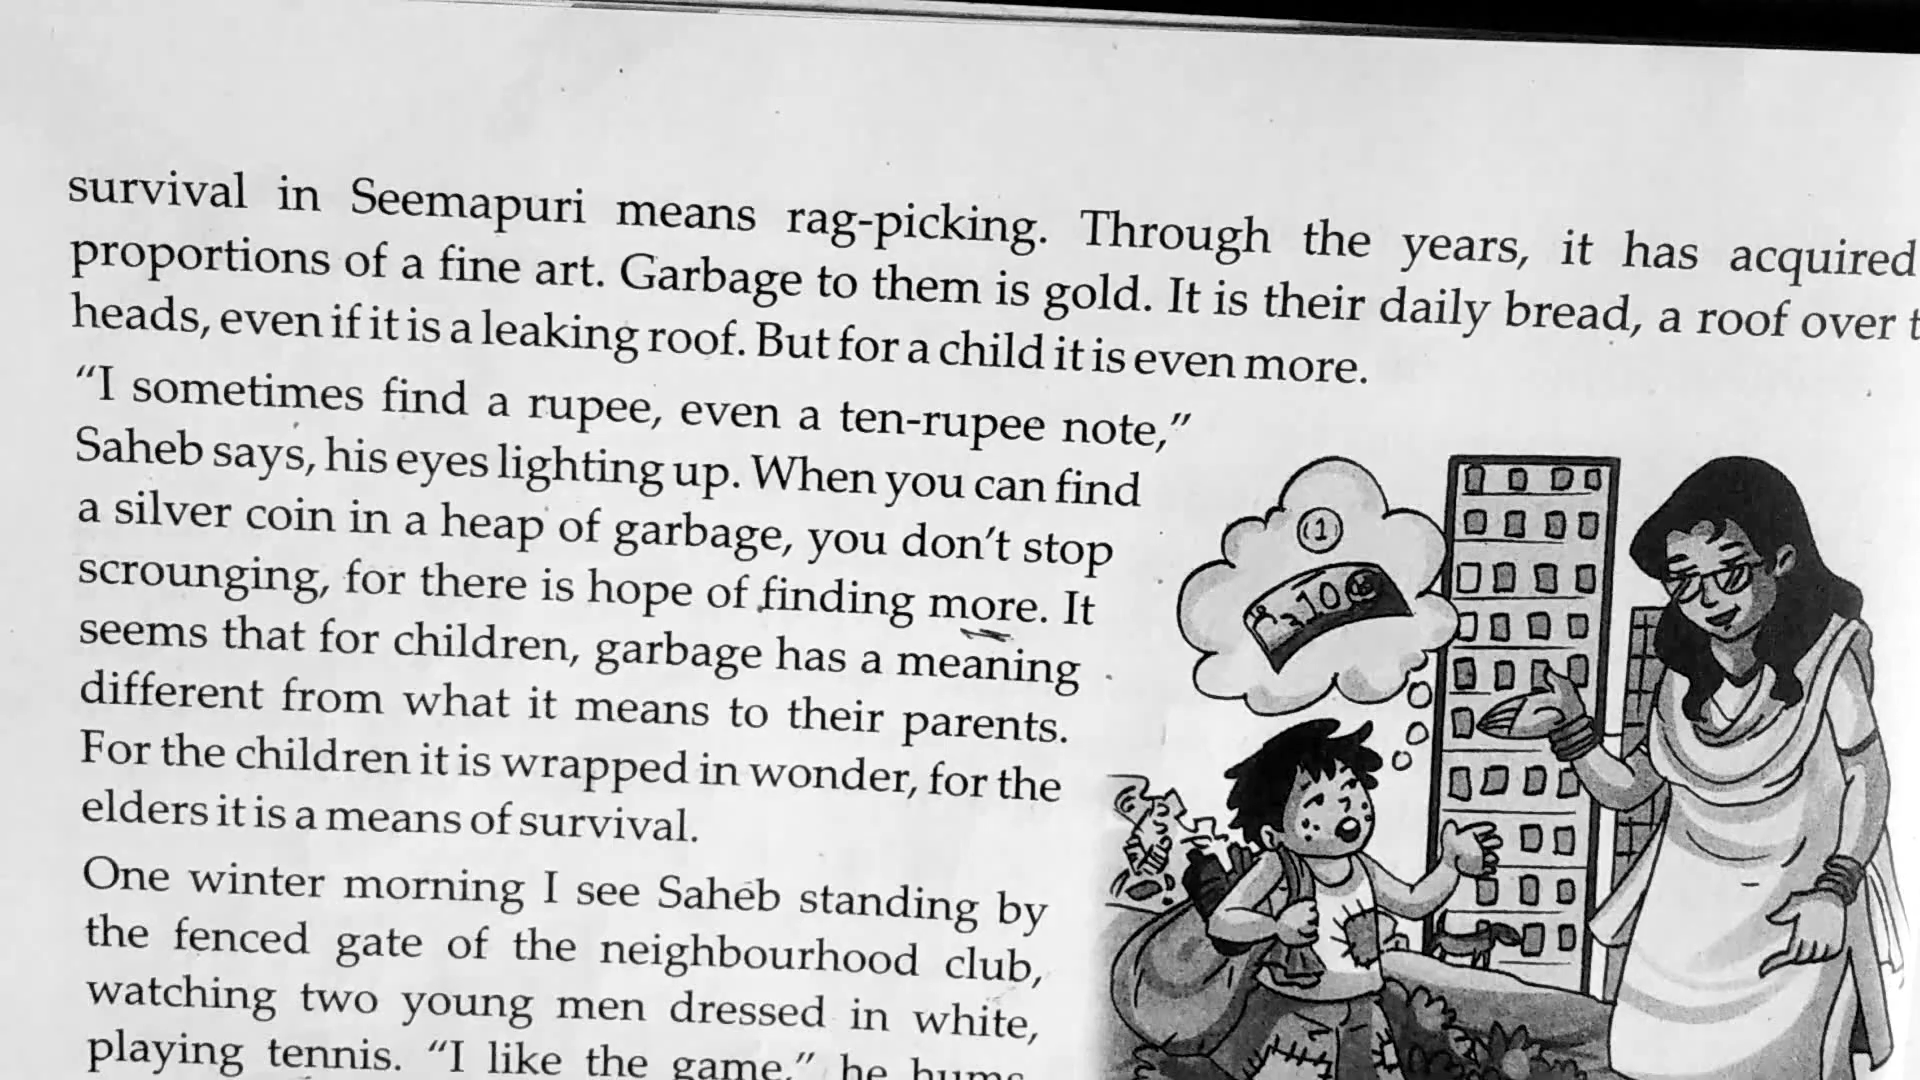 survival in Seemapuri means rag-picking. Through the years, it has acquired
proportions of a fine art. Garbage to them is gold. It is their daily bread, a roof over
heads, even if it is a leaking roof. But for a child it is even more.
"I sometimes find a rupee, even a ten-rupee note,"
Saheb says, his eyes lighting up. When you can find
a silver coin in a heap of garbage, you don't stop
scrounging, for there is hope of finding more. It
seems that for children, garbage has a meaning
different from what it means to their parents.
For the children it is wrapped in wonder, for the
elders it is a means of survival.
One winter morning I see Saheb standing by
the fenced gate of the neighbourhood club,
watching two young men dressed in white,
playing tennis. "I like the game," he hums
1
10